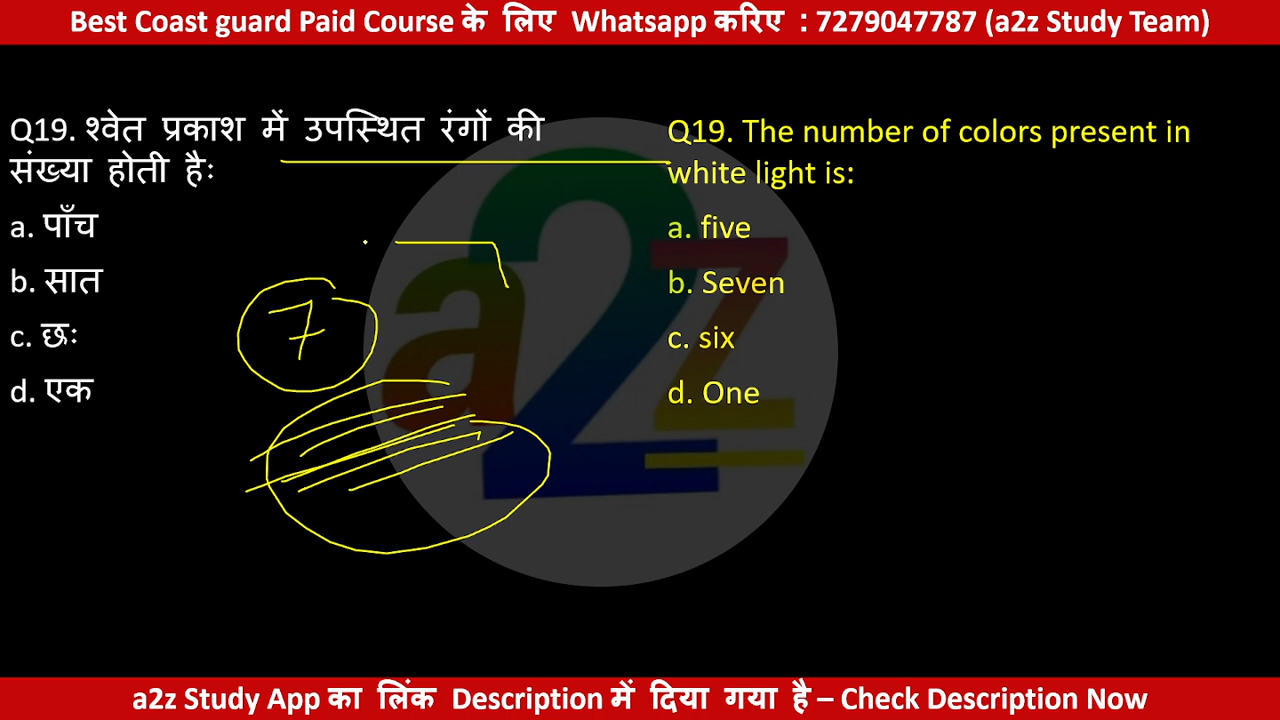 Best Coast guard Paid Course के लिए Whatsapp करिए : 7279047787 (a2z Study Team)
Q19. श्वेत प्रकाश में उपस्थित रंगों की
संख्या होती हैः
a. पाँच
b. सात
c. छः
d. एक
7
Q19. The number of colors present in
white light is:
a. five
b. Seven
c. six
d. One
a2z
a2z Study App का लिंक Description में दिया गया है – Check Description Now